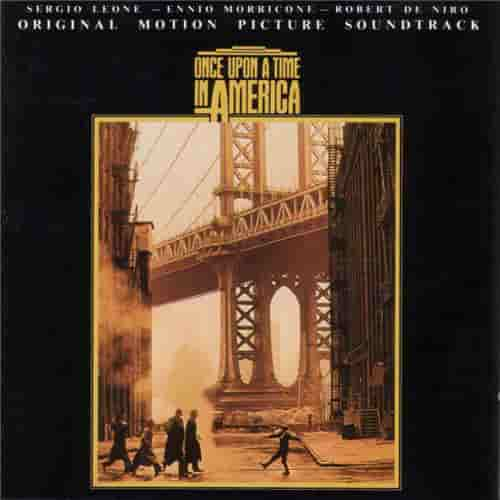 SERGIO LEONE – ENNIO MORRICONE – ROBERT DE NIRO
ORIGINAL MOTION PICTURE SOUNDTRACK
ONCE UPON A TIME
IN AMERICA